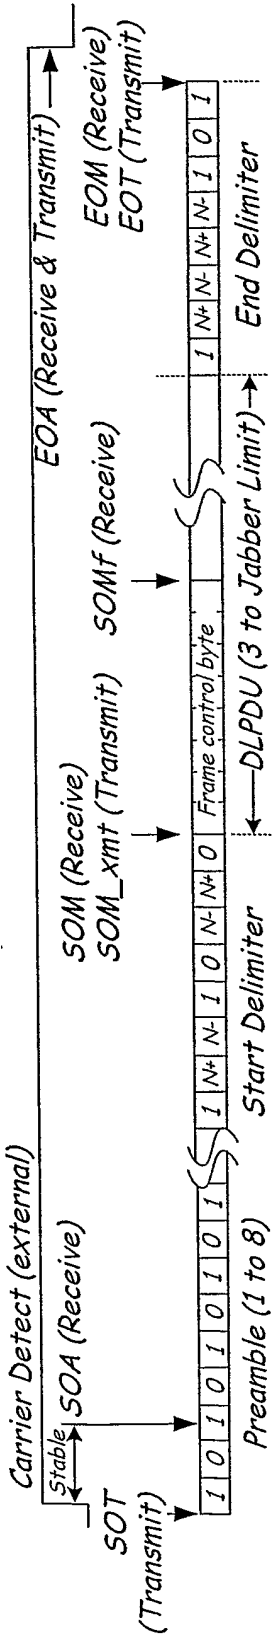 Carrier Detect (external)
EOA (Receive & Transmit)
Stable
SOA (Receive)
SOT
(Transmit)
SOM (Receive)
SOM_xmt (Transmit)
SOMf (Receive)
EOM (Receive)
EOT (Transmit)
1 0 1 0 1 0 1 0 1 1 N+ N- 1 0 N- N+ 0 Frame control byte 1 N+ N- N+ N- 1 0 1
Preamble (1 to 8)
Start Delimiter
DLPDU (3 to Jabber Limit)
End Delimiter